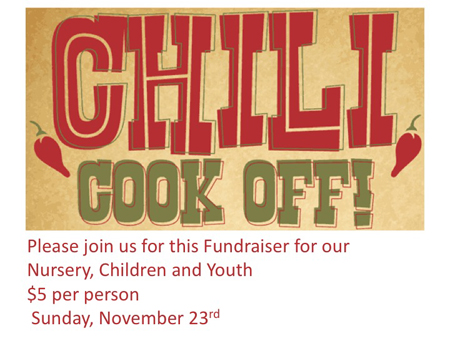 CHILI
COOK OFF!
Please join us for this Fundraiser for our
Nursery, Children and Youth
$5 per person
Sunday, November 23rd